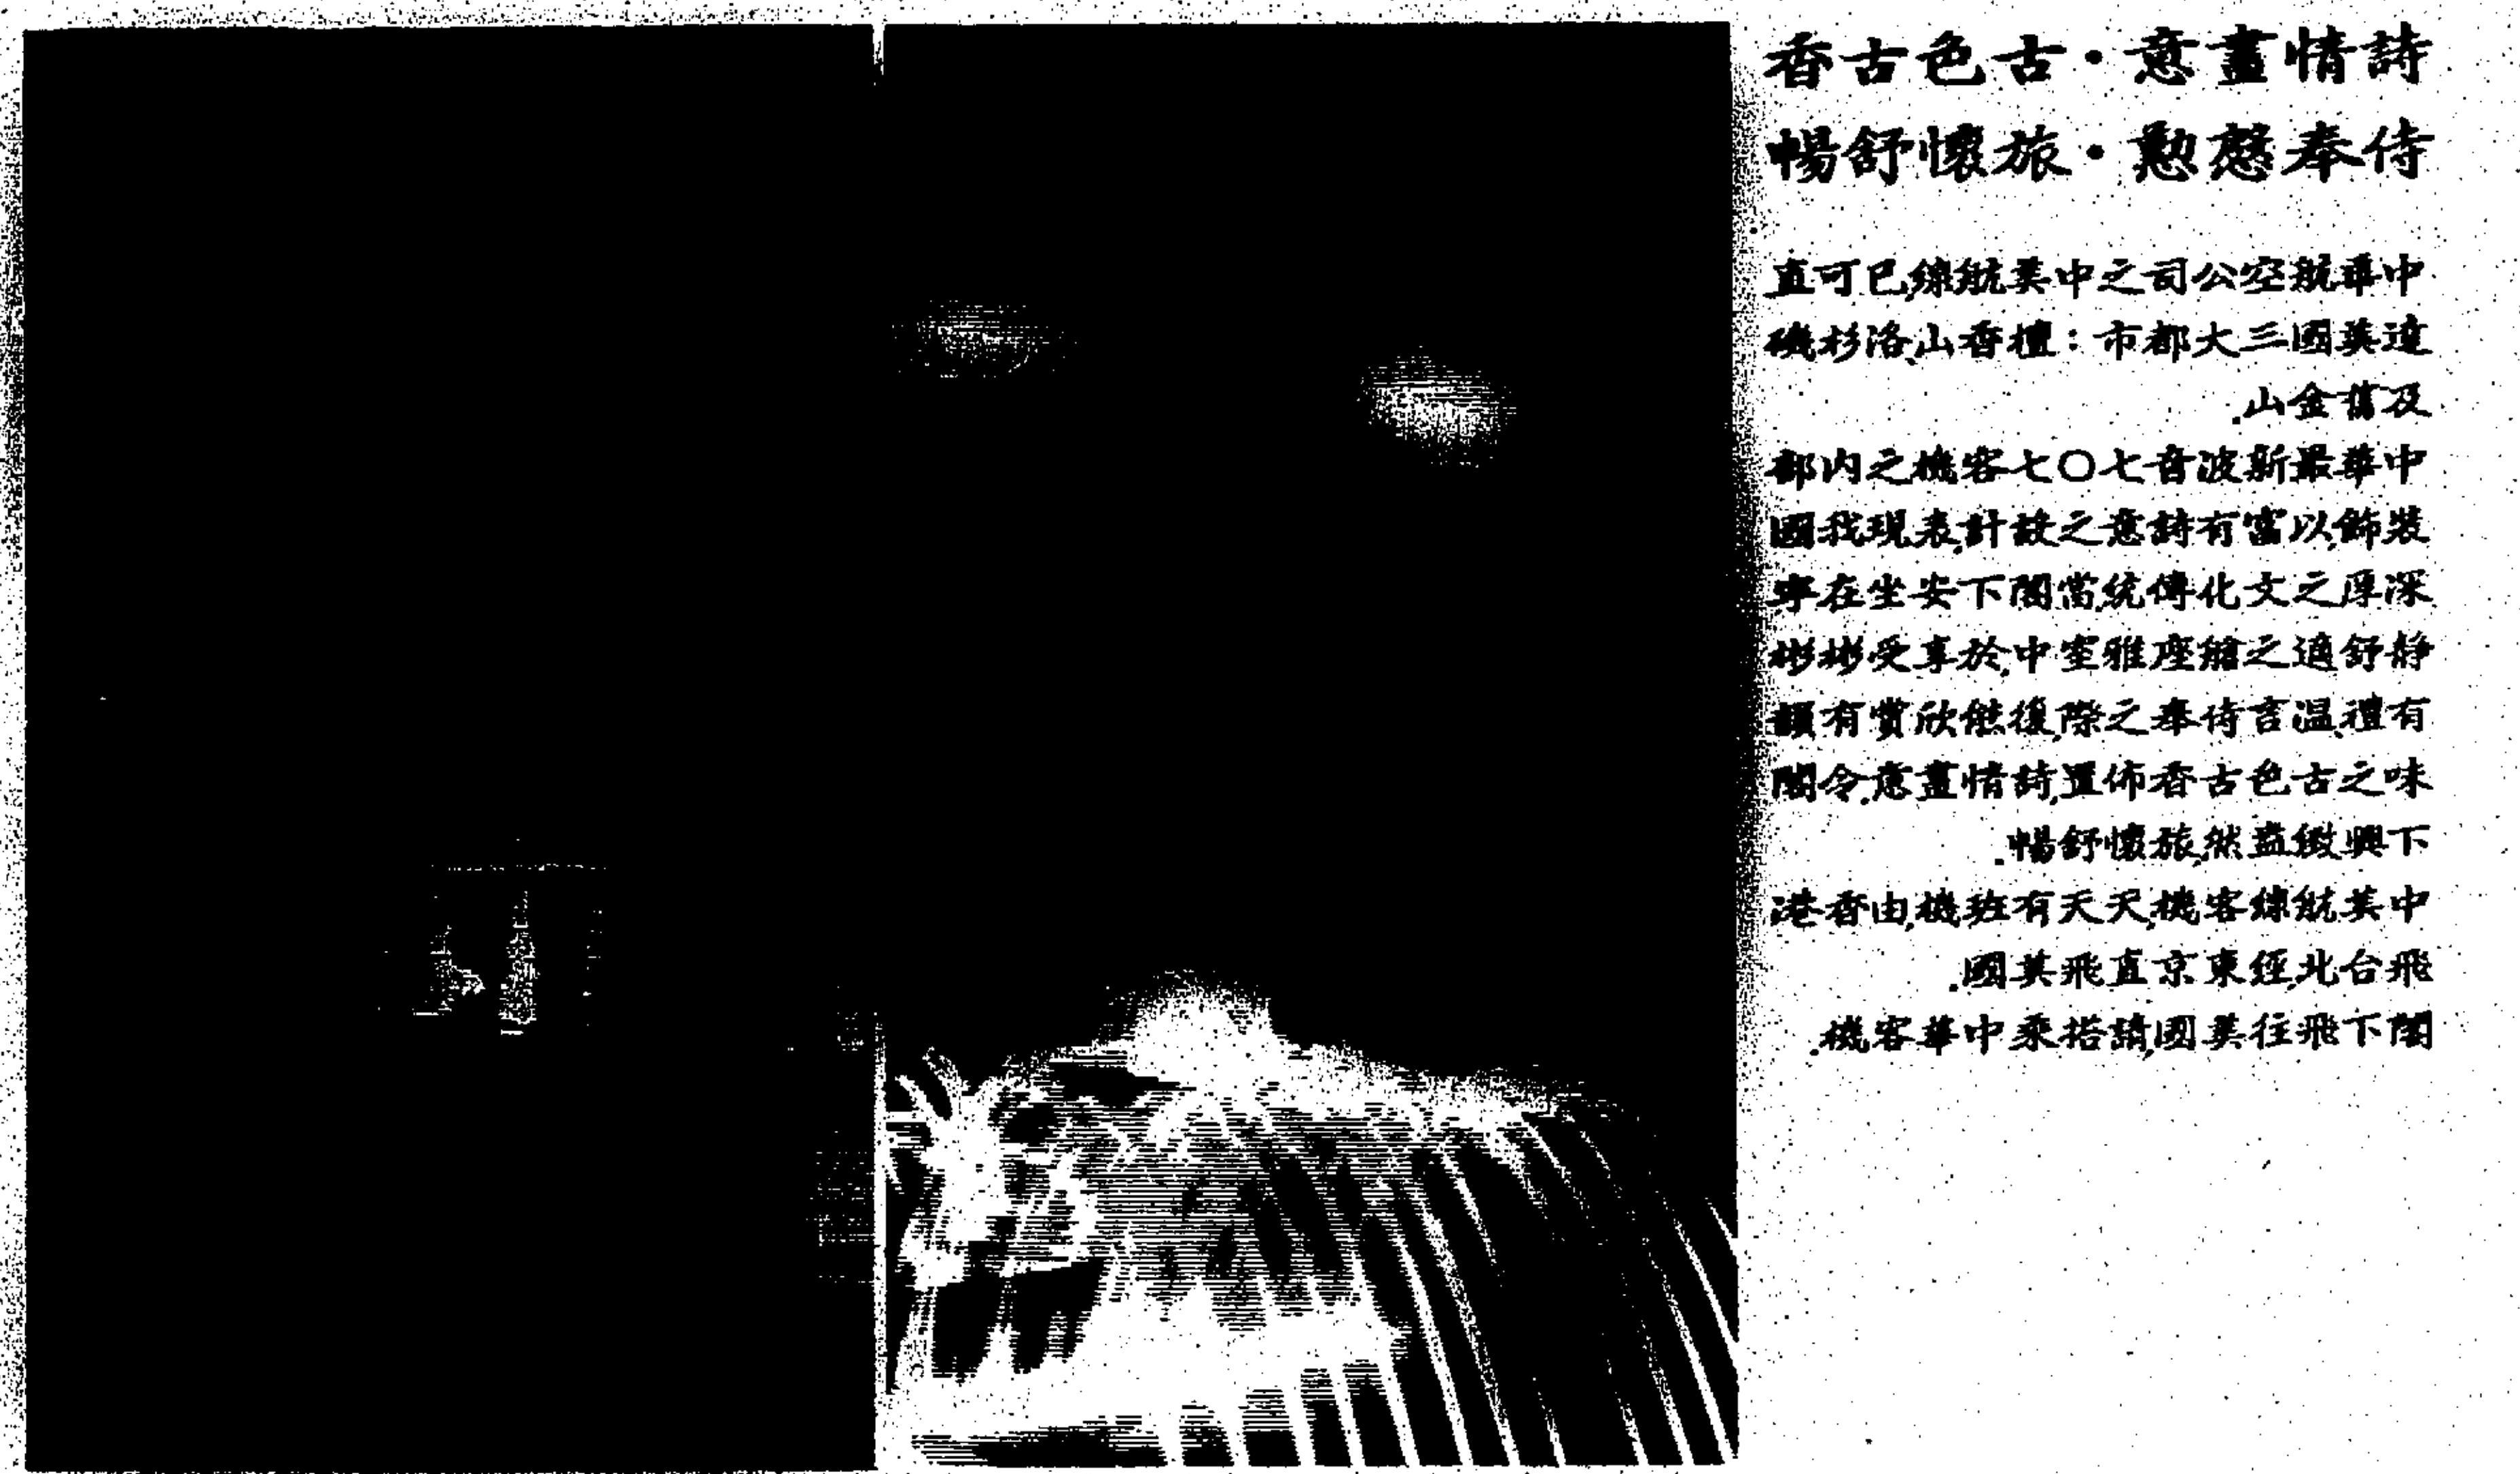 詩情畫意·古色古香
侍奉慇懃·旅懷舒暢
中華航空公司之中美航線,已可直
達美國三大都市：檀香山、洛杉磯
及舊金山.
中華最新波音七〇七客機之内部
裝飾,以富有詩意之設計,表現我國
深厚之文化傳統,當閣下安坐在寧
靜舒適之艙座雅室中,於享受彬彬
有禮、溫言侍奉之際,復能欣賞有韻
味之古色古香佈置,詩情畫意,令閣
下興緻盎然,旅懷舒暢.
中美航線客機,天天有班機,由香港
飛台北,經東京直飛美國.
閣下飛往美國,請搭乘中華客機.